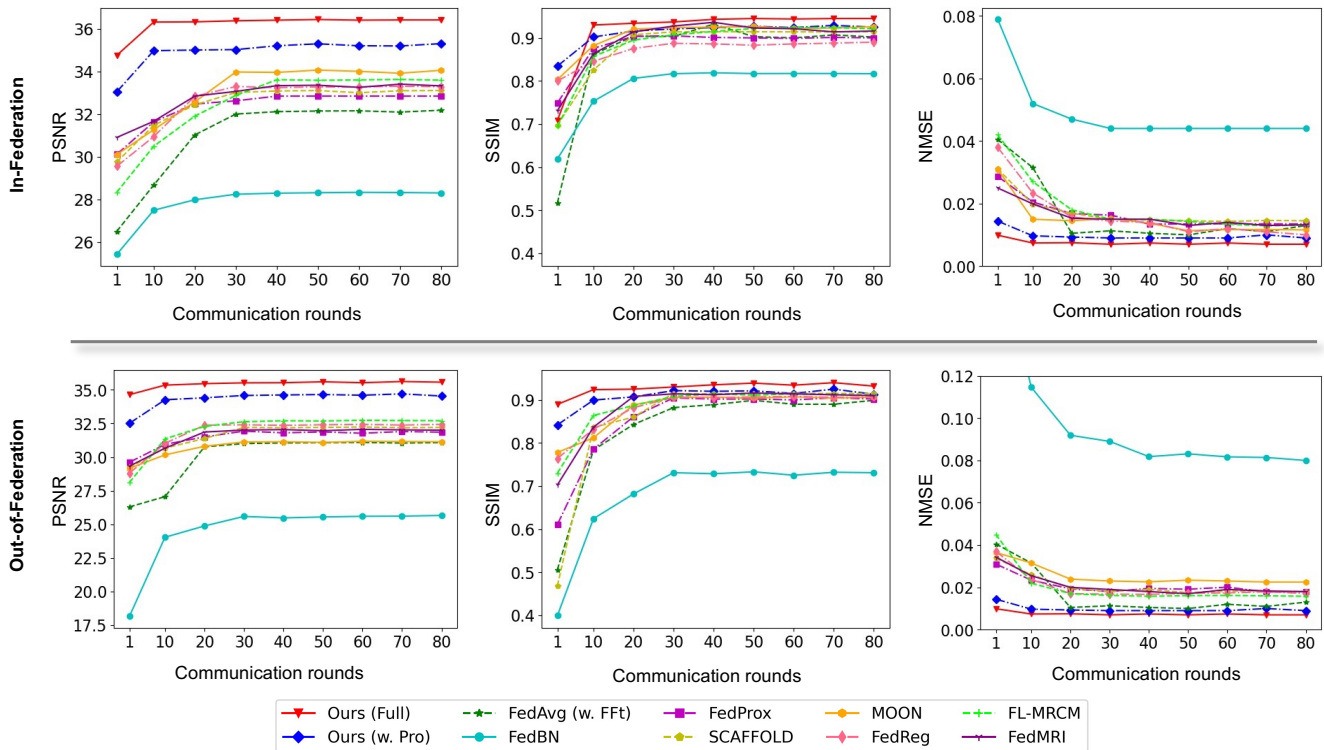 In-Federation
PSNR
36
34
32
30
28
26
1 10 20 30 40 50 60 70 80
Communication rounds
SSIM
0.9
0.8
0.7
0.6
0.5
0.4
1 10 20 30 40 50 60 70 80
Communication rounds
NMSE
0.08
0.06
0.04
0.02
0.00
1 10 20 30 40 50 60 70 80
Communication rounds
Out-of-Federation
PSNR
35.0
32.5
30.0
27.5
25.0
22.5
20.0
17.5
1 10 20 30 40 50 60 70 80
Communication rounds
SSIM
0.9
0.8
0.7
0.6
0.5
0.4
1 10 20 30 40 50 60 70 80
Communication rounds
NMSE
0.12
0.10
0.08
0.06
0.04
0.02
0.00
1 10 20 30 40 50 60 70 80
Communication rounds
Ours (Full) FedAvg (w. FFt) FedProx MOON FL-MRCM
Ours (w. Pro) FedBN SCAFFOLD FedReg FedMRI